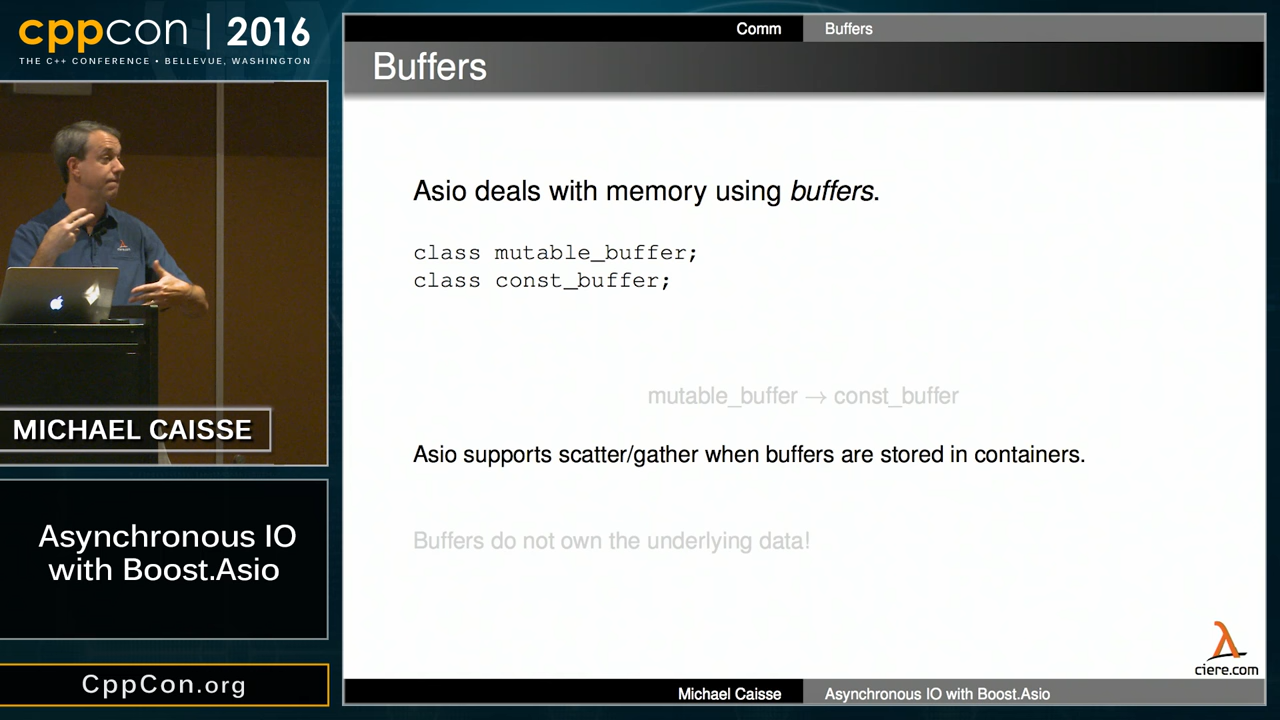 cppcon | 2016
THE C++ CONFERENCE • BELLEVUE, WASHINGTON
MICHAEL CAISSE
Asynchronous IO
with Boost.Asio
CppCon.org
Comm Buffers
Buffers
Asio deals with memory using buffers.
class mutable_buffer;
class const_buffer;
mutable_buffer → const_buffer
Asio supports scatter/gather when buffers are stored in containers.
Buffers do not own the underlying data!
ciere.com
Michael Caisse Asynchronous IO with Boost.Asio